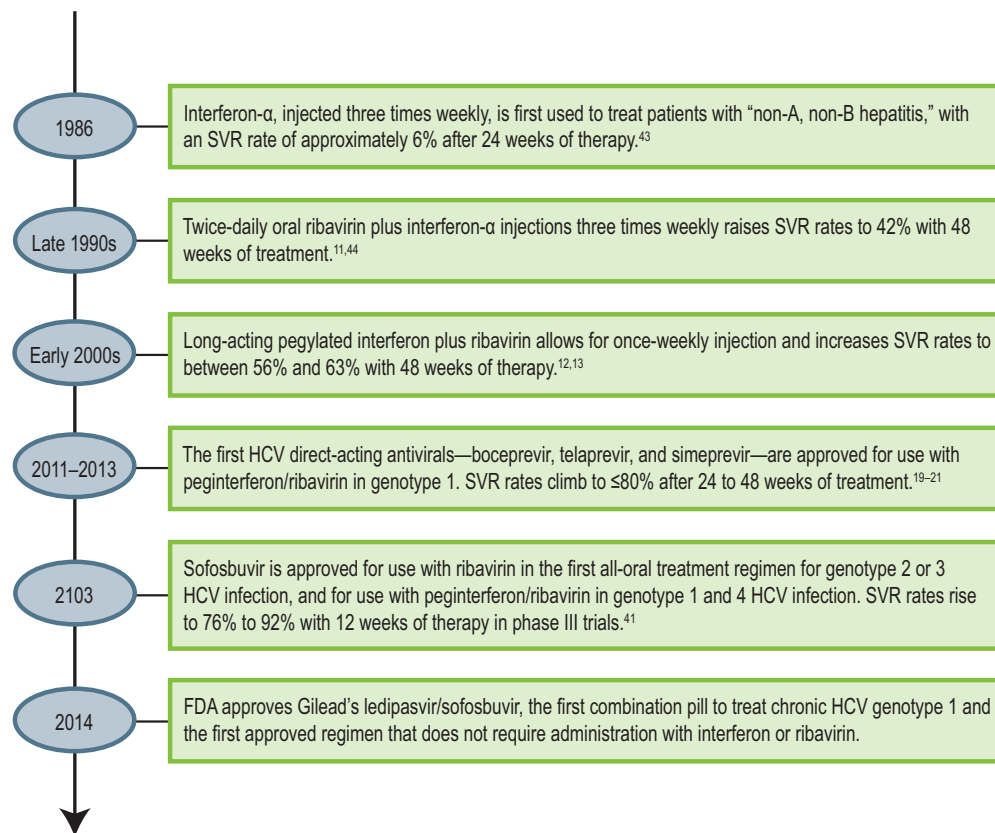 1986
Interferon-α, injected three times weekly, is first used to treat patients with “non-A, non-B hepatitis,” with
an SVR rate of approximately 6% after 24 weeks of therapy.⁴³
Late 1990s
Twice-daily oral ribavirin plus interferon-α injections three times weekly raises SVR rates to 42% with 48
weeks of treatment.¹¹,⁴⁴
Early 2000s
Long-acting pegylated interferon plus ribavirin allows for once-weekly injection and increases SVR rates to
between 56% and 63% with 48 weeks of therapy.¹²,¹³
2011–2013
The first HCV direct-acting antivirals—boceprevir, telaprevir, and simeprevir—are approved for use with
peginterferon/ribavirin in genotype 1. SVR rates climb to ≤80% after 24 to 48 weeks of treatment.¹⁹–²¹
2103
Sofosbuvir is approved for use with ribavirin in the first all-oral treatment regimen for genotype 2 or 3
HCV infection, and for use with peginterferon/ribavirin in genotype 1 and 4 HCV infection. SVR rates rise
to 76% to 92% with 12 weeks of therapy in phase III trials.⁴¹
2014
FDA approves Gilead’s ledipasvir/sofosbuvir, the first combination pill to treat chronic HCV genotype 1 and
the first approved regimen that does not require administration with interferon or ribavirin.